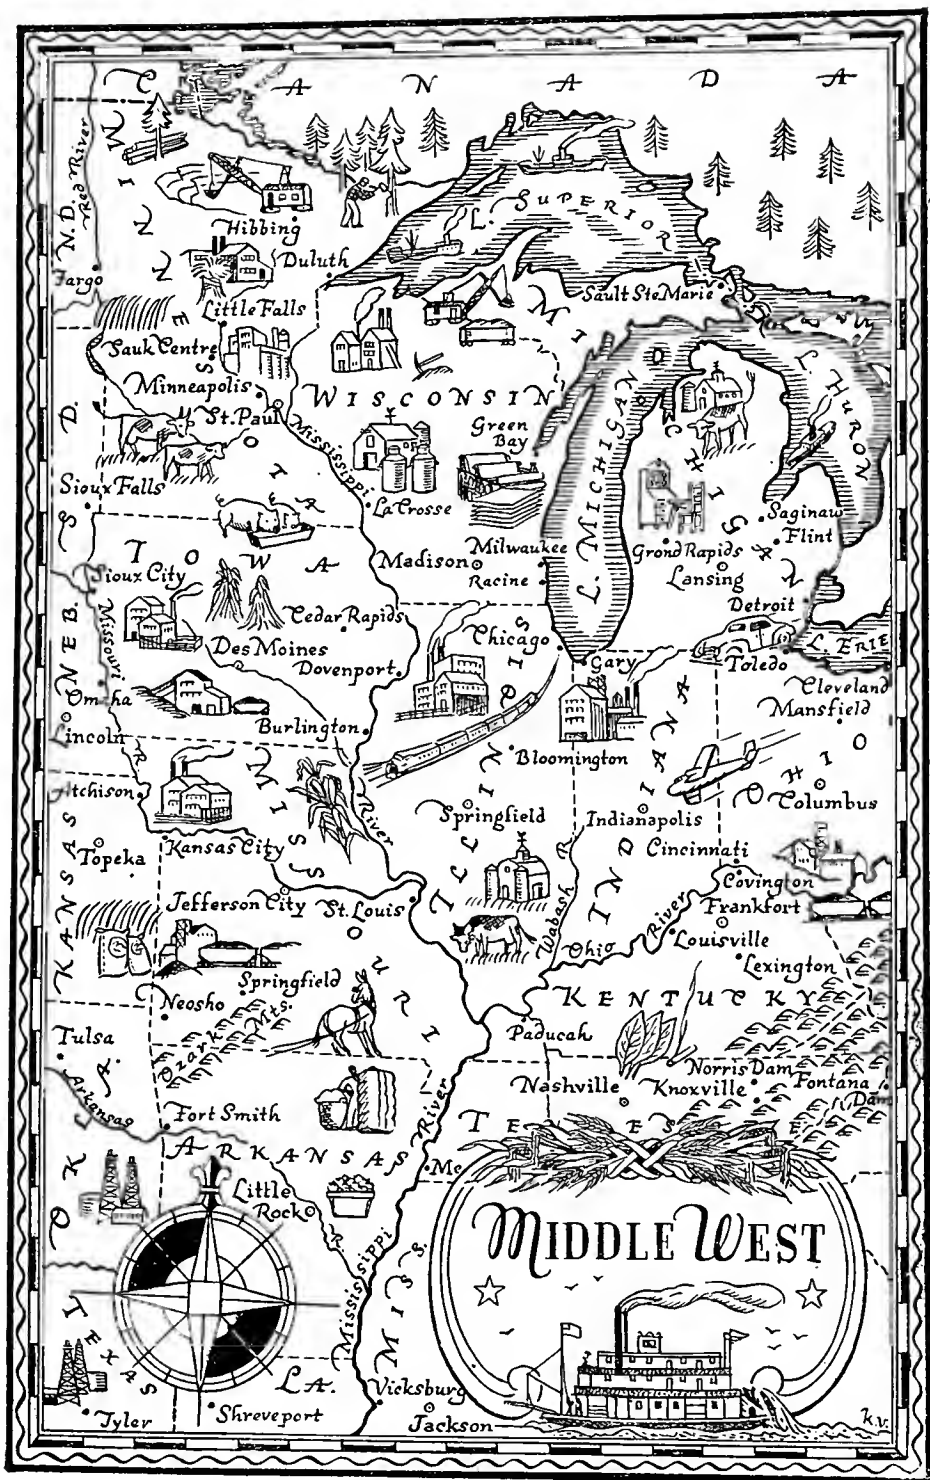 CANADA
MINNESOTA
N.D.
Red River
Hibbing
Duluth
Fargo
L. SUPERIOR
Little Falls
Sault Ste Marie
Sauk Centre
Minneapolis
St. Paul
WISCONSIN
MICHIGAN
L. HURON
L. MICHIGAN
S. D.
Mississippi
Green
Bay
Sioux Falls
La Crosse
Saginaw
Flint
IOWA
Milwaukee
Grond Rapids
Madison
Racine
Lansing
Sioux City
Missouri
Cedar Rapids
Detroit
NEB.
Chicago
L. ERIE
Des Moines
Dovenport
Gary
Toledo
Omaha
Cleveland
Mansfield
Burlington
Lincoln
R.
ILLINOIS
Bloomington
INDIANA
OHIO
MISSOURI
Atchison
River
Springfield
Indianapolis
Columbus
Kansas City
Topeka
KANSAS
Cincinnati
Covington
Jefferson City
St. Louis
Wabash R.
Frankfort
Ohio River
Louisville
Lexington
Springfield
Neosho
Ozark Mts.
KENTUCKY
Tulsa
Paducah
Norris Dam
Nashville
Knoxville
Fontana
Dam
Arkansas
Fort Smith
River
TENNES
OKLA.
ARKANSAS
Me
Little
Rock
R.
MIDDLE WEST
Mississippi
MISS.
TEXAS
LA.
Vicksburg
Tyler
Shreveport
Jackson
k.v.